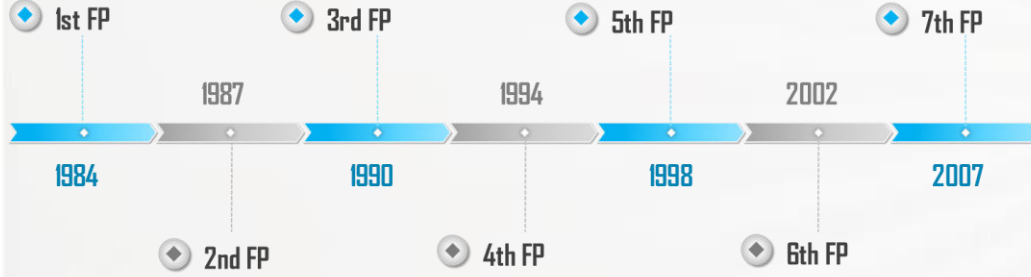 1st FP
3rd FP
5th FP
7th FP
1987
1994
2002
1984
1990
1998
2007
2nd FP
4th FP
6th FP